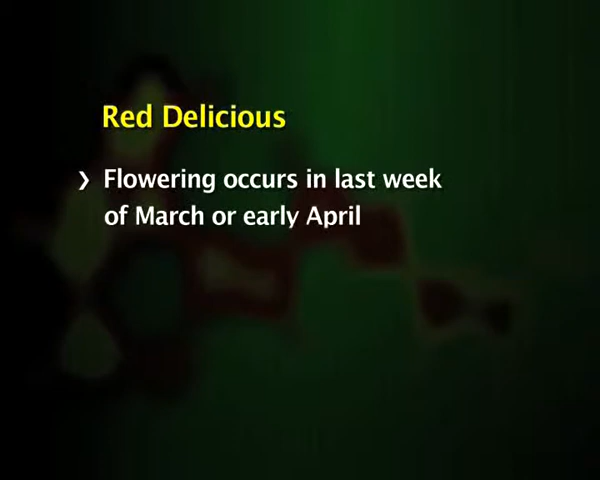 Red Delicious
❯ Flowering occurs in last week
of March or early April